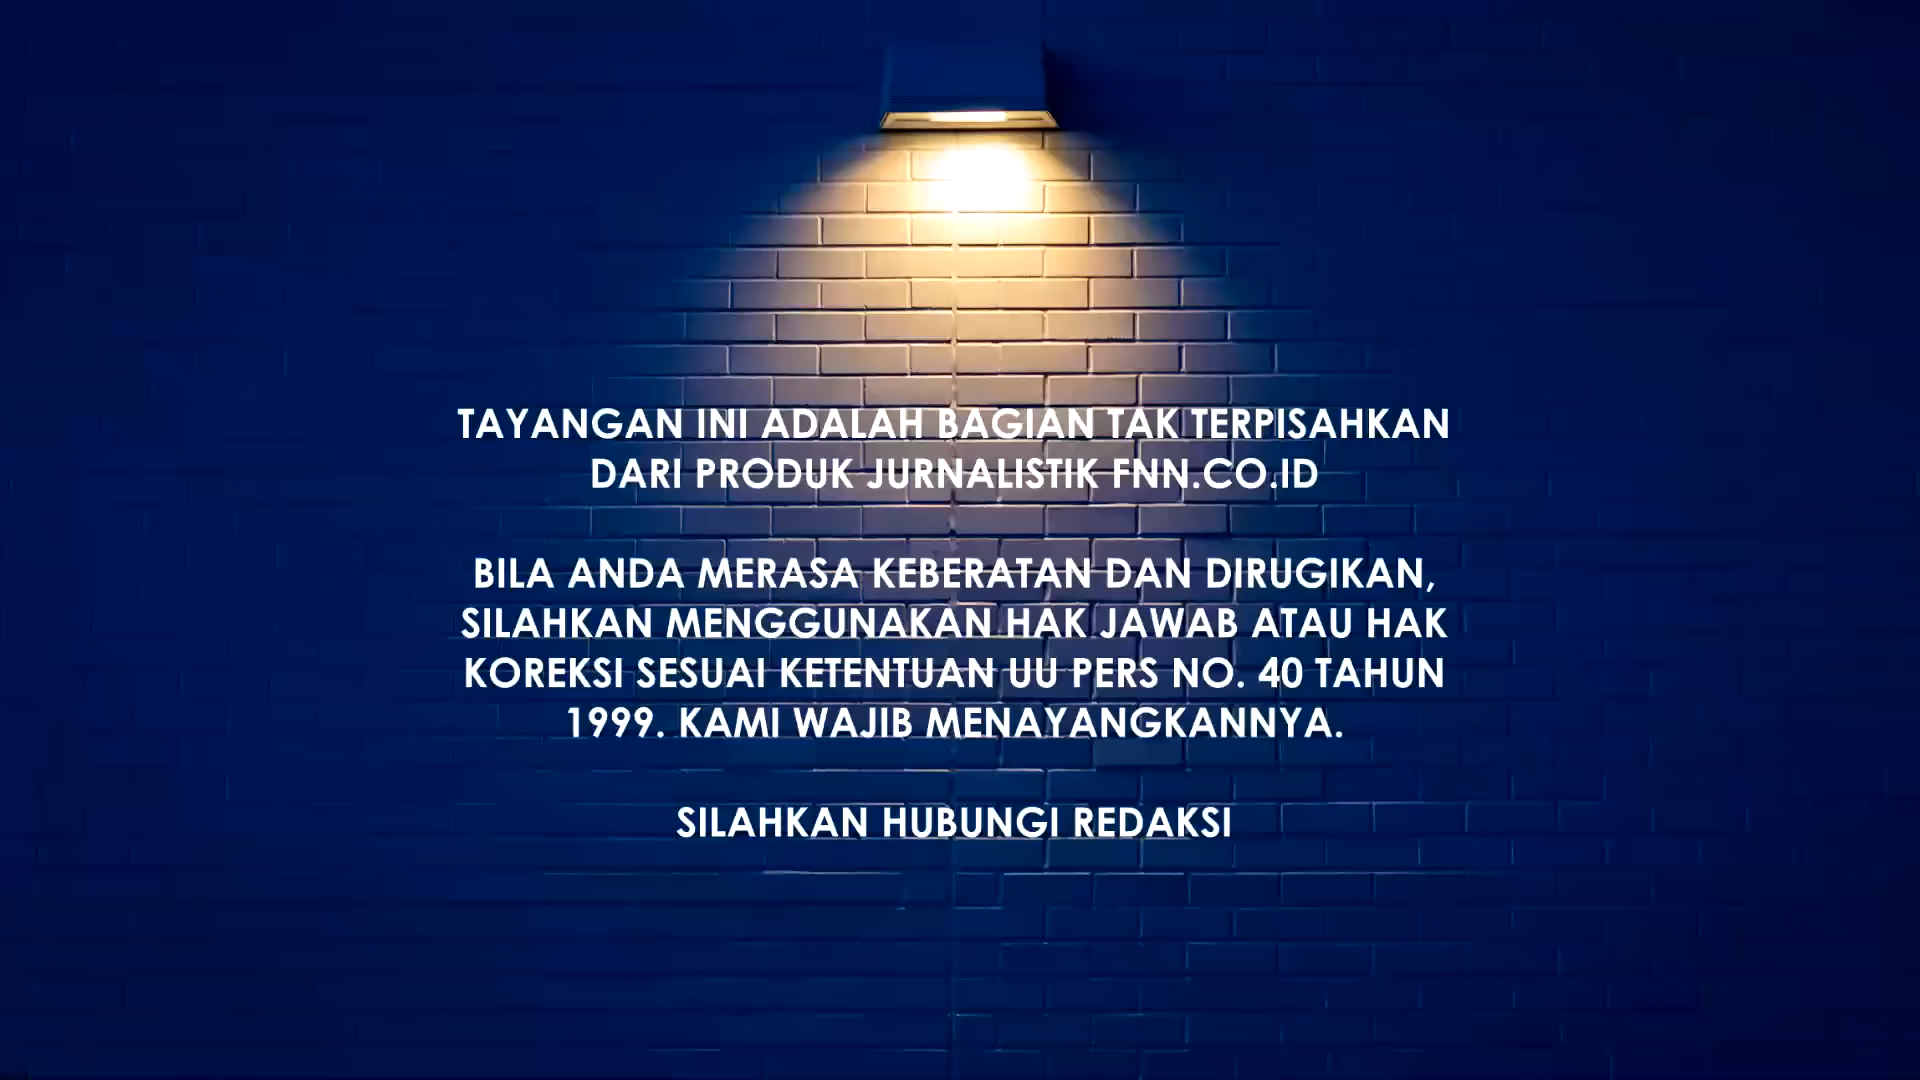 TAYANGAN INI ADALAH BAGIAN TAK TERPISAHKAN
DARI PRODUK JURNALISTIK FNN.CO.ID
BILA ANDA MERASA KEBERATAN DAN DIRUGIKAN,
SILAHKAN MENGGUNAKAN HAK JAWAB ATAU HAK
KOREKSI SESUAI KETENTUAN UU PERS NO. 40 TAHUN
1999. KAMI WAJIB MENAYANGKANNYA.
SILAHKAN HUBUNGI REDAKSI